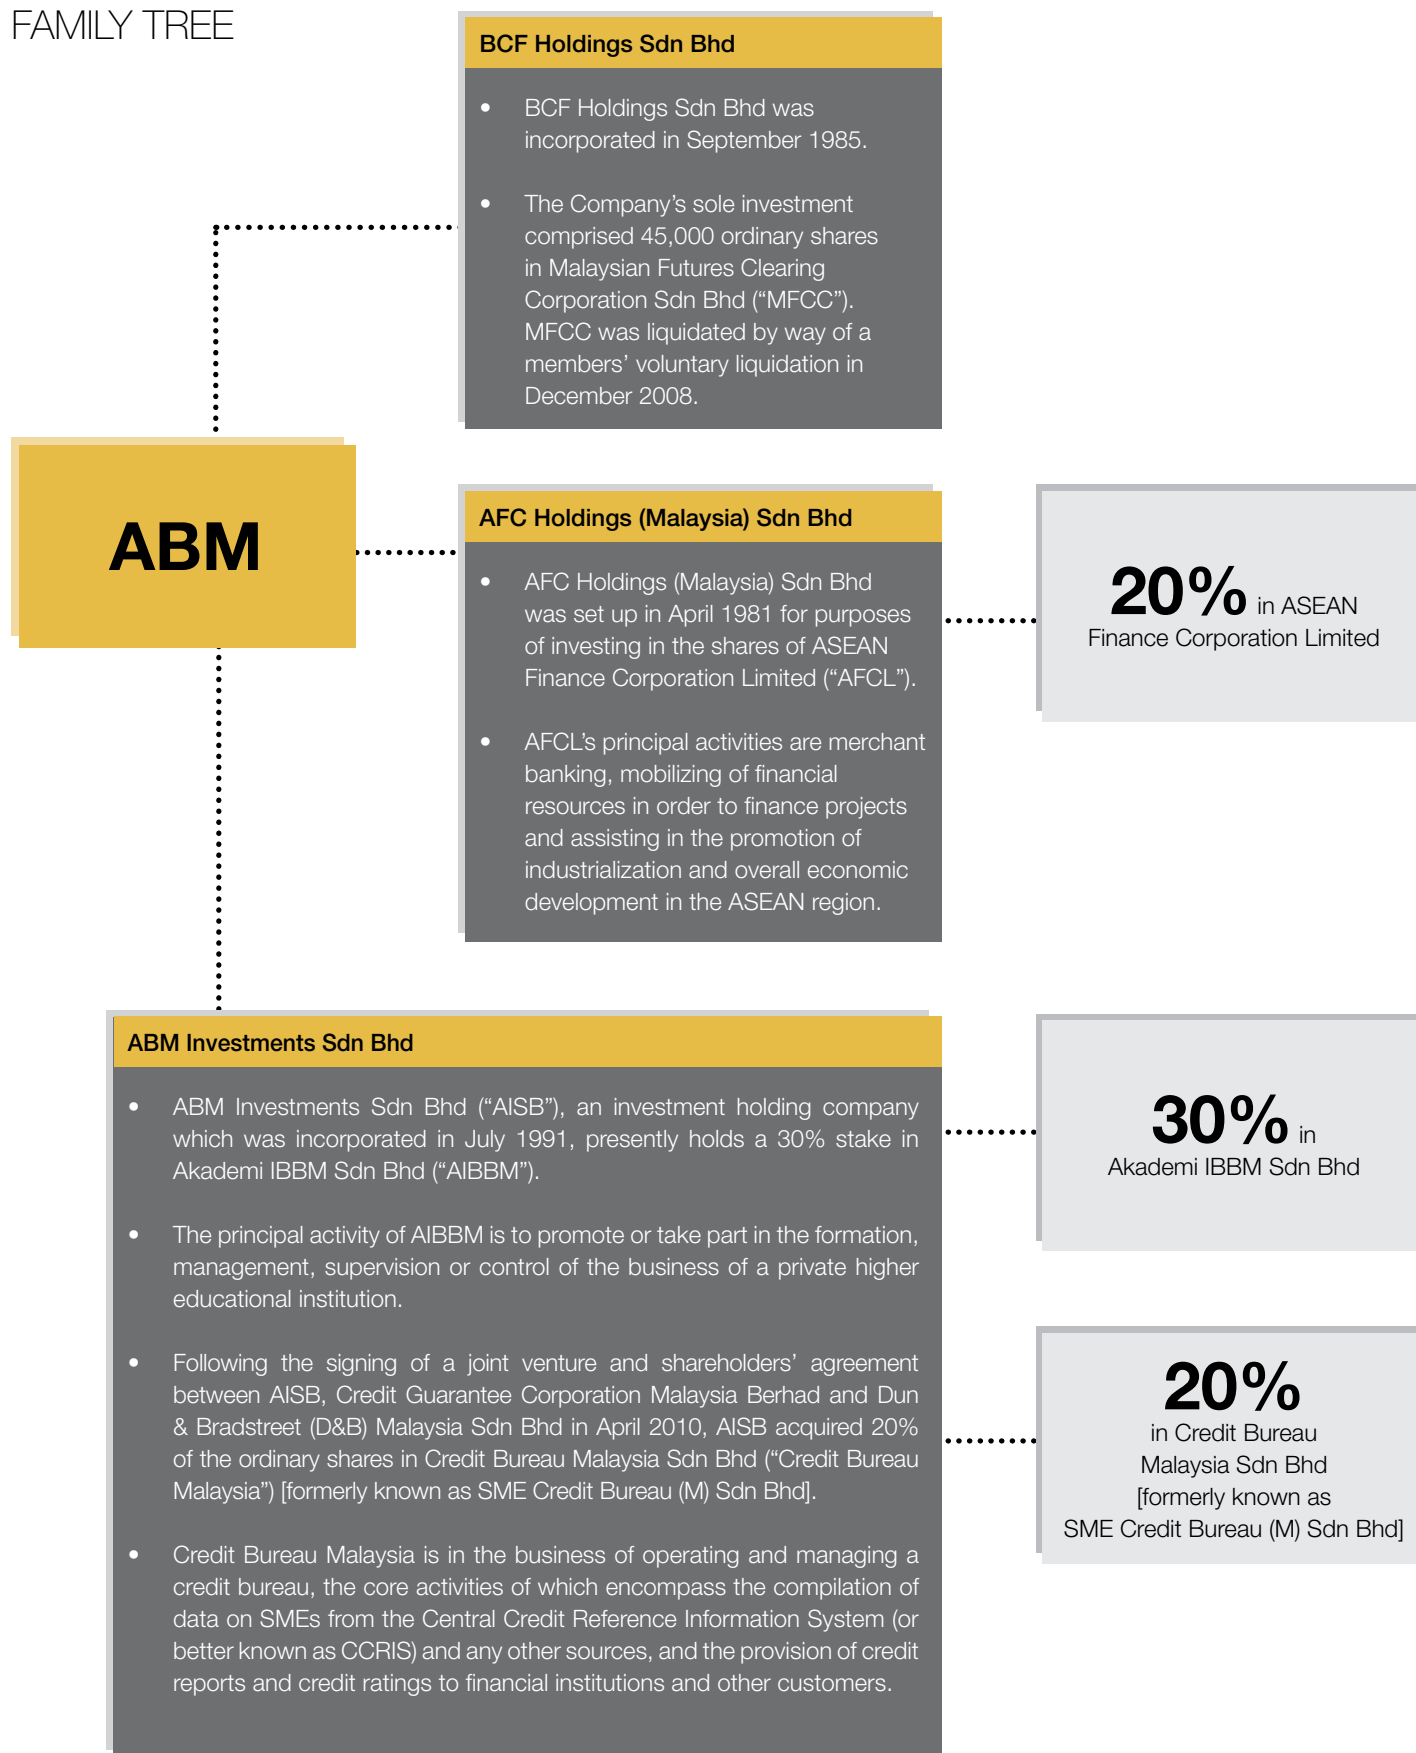 FAMILY TREE
BCF Holdings Sdn Bhd
• BCF Holdings Sdn Bhd was
incorporated in September 1985.
• The Company’s sole investment
comprised 45,000 ordinary shares
in Malaysian Futures Clearing
Corporation Sdn Bhd (“MFCC”).
MFCC was liquidated by way of a
members’ voluntary liquidation in
December 2008.
ABM
AFC Holdings (Malaysia) Sdn Bhd
• AFC Holdings (Malaysia) Sdn Bhd
was set up in April 1981 for purposes
of investing in the shares of ASEAN
Finance Corporation Limited (“AFCL”).
• AFCL’s principal activities are merchant
banking, mobilizing of financial
resources in order to finance projects
and assisting in the promotion of
industrialization and overall economic
development in the ASEAN region.
20% in ASEAN
Finance Corporation Limited
ABM Investments Sdn Bhd
• ABM Investments Sdn Bhd (“AISB”), an investment holding company
which was incorporated in July 1991, presently holds a 30% stake in
Akademi IBBM Sdn Bhd (“AIBBM”).
• The principal activity of AIBBM is to promote or take part in the formation,
management, supervision or control of the business of a private higher
educational institution.
• Following the signing of a joint venture and shareholders’ agreement
between AISB, Credit Guarantee Corporation Malaysia Berhad and Dun
& Bradstreet (D&B) Malaysia Sdn Bhd in April 2010, AISB acquired 20%
of the ordinary shares in Credit Bureau Malaysia Sdn Bhd (“Credit Bureau
Malaysia”) [formerly known as SME Credit Bureau (M) Sdn Bhd].
• Credit Bureau Malaysia is in the business of operating and managing a
credit bureau, the core activities of which encompass the compilation of
data on SMEs from the Central Credit Reference Information System (or
better known as CCRIS) and any other sources, and the provision of credit
reports and credit ratings to financial institutions and other customers.
30% in
Akademi IBBM Sdn Bhd
20%
in Credit Bureau
Malaysia Sdn Bhd
[formerly known as
SME Credit Bureau (M) Sdn Bhd]